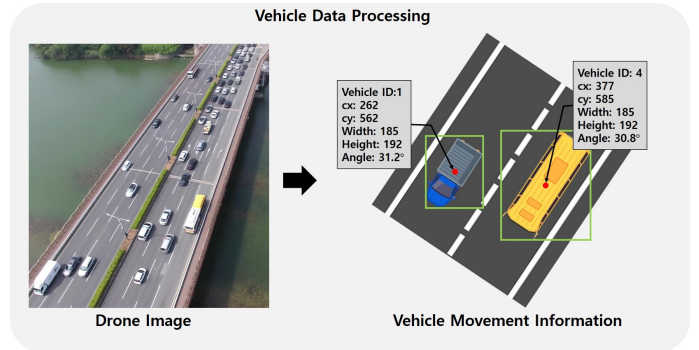 Vehicle Data Processing
Vehicle ID:1
cx: 262
cy: 562
Width: 185
Height: 192
Angle: 31.2°
Vehicle ID: 4
cx: 377
cy: 585
Width: 185
Height: 192
Angle: 30.8°
Drone Image
Vehicle Movement Information